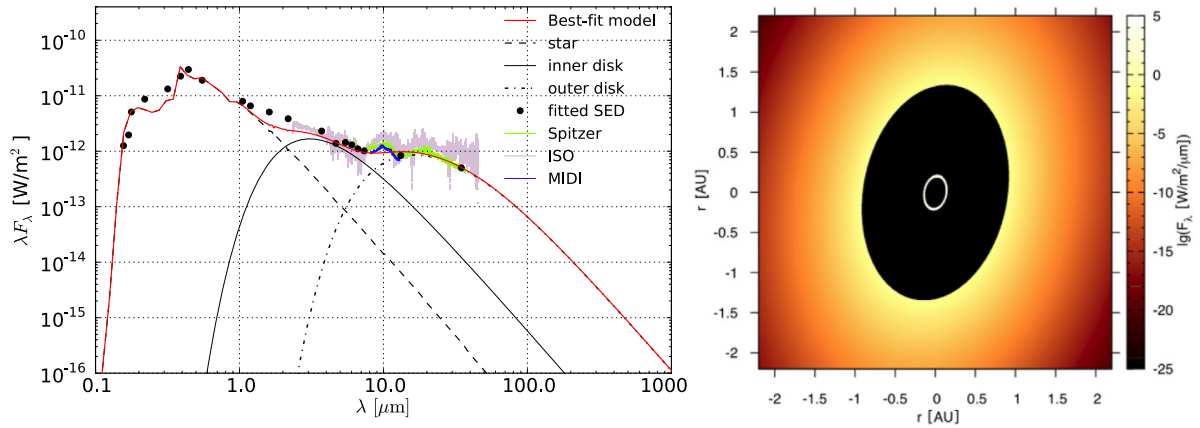 10⁻¹⁰
10⁻¹¹
10⁻¹²
10⁻¹³
10⁻¹⁴
10⁻¹⁵
10⁻¹⁶
λF_λ [W/m²]
0.1 1.0 10.0 100.0 1000
λ [μm]
Best-fit model
star
inner disk
outer disk
fitted SED
Spitzer
ISO
MIDI
2
1.5
1
0.5
0
-0.5
-1
-1.5
-2
r [AU]
-2 -1.5 -1 -0.5 0 0.5 1 1.5 2
r [AU]
5
0
-5
-10
-15
-20
-25
lg(F_λ [W/m²/μm])